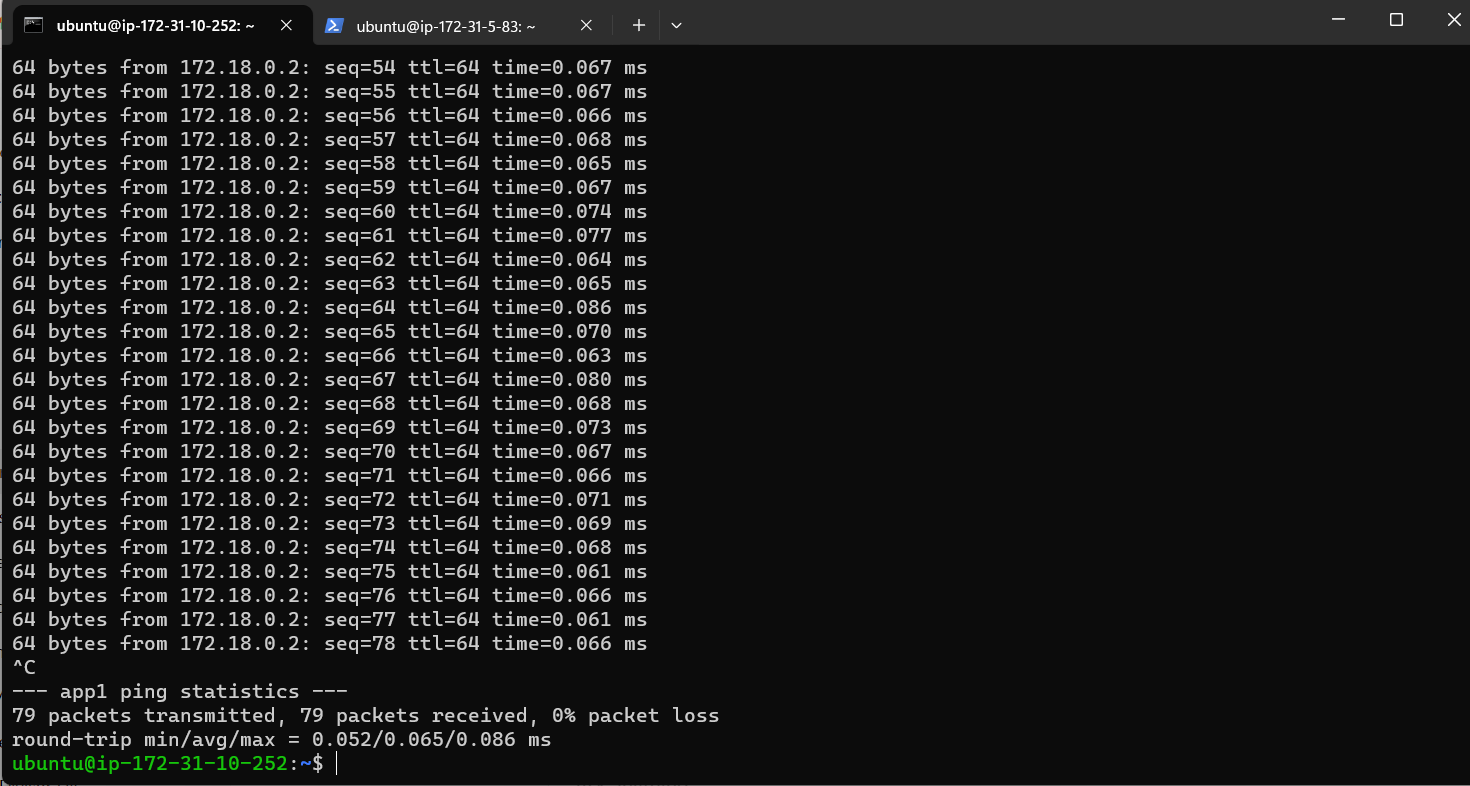 ubuntu@ip-172-31-10-252: ~
ubuntu@ip-172-31-5-83: ~
64 bytes from 172.18.0.2: seq=54 ttl=64 time=0.067 ms
64 bytes from 172.18.0.2: seq=55 ttl=64 time=0.067 ms
64 bytes from 172.18.0.2: seq=56 ttl=64 time=0.066 ms
64 bytes from 172.18.0.2: seq=57 ttl=64 time=0.068 ms
64 bytes from 172.18.0.2: seq=58 ttl=64 time=0.065 ms
64 bytes from 172.18.0.2: seq=59 ttl=64 time=0.067 ms
64 bytes from 172.18.0.2: seq=60 ttl=64 time=0.074 ms
64 bytes from 172.18.0.2: seq=61 ttl=64 time=0.077 ms
64 bytes from 172.18.0.2: seq=62 ttl=64 time=0.064 ms
64 bytes from 172.18.0.2: seq=63 ttl=64 time=0.065 ms
64 bytes from 172.18.0.2: seq=64 ttl=64 time=0.086 ms
64 bytes from 172.18.0.2: seq=65 ttl=64 time=0.070 ms
64 bytes from 172.18.0.2: seq=66 ttl=64 time=0.063 ms
64 bytes from 172.18.0.2: seq=67 ttl=64 time=0.080 ms
64 bytes from 172.18.0.2: seq=68 ttl=64 time=0.068 ms
64 bytes from 172.18.0.2: seq=69 ttl=64 time=0.073 ms
64 bytes from 172.18.0.2: seq=70 ttl=64 time=0.067 ms
64 bytes from 172.18.0.2: seq=71 ttl=64 time=0.066 ms
64 bytes from 172.18.0.2: seq=72 ttl=64 time=0.071 ms
64 bytes from 172.18.0.2: seq=73 ttl=64 time=0.069 ms
64 bytes from 172.18.0.2: seq=74 ttl=64 time=0.068 ms
64 bytes from 172.18.0.2: seq=75 ttl=64 time=0.061 ms
64 bytes from 172.18.0.2: seq=76 ttl=64 time=0.066 ms
64 bytes from 172.18.0.2: seq=77 ttl=64 time=0.061 ms
64 bytes from 172.18.0.2: seq=78 ttl=64 time=0.066 ms
^C
--- app1 ping statistics ---
79 packets transmitted, 79 packets received, 0% packet loss
round-trip min/avg/max = 0.052/0.065/0.086 ms
ubuntu@ip-172-31-10-252:~$